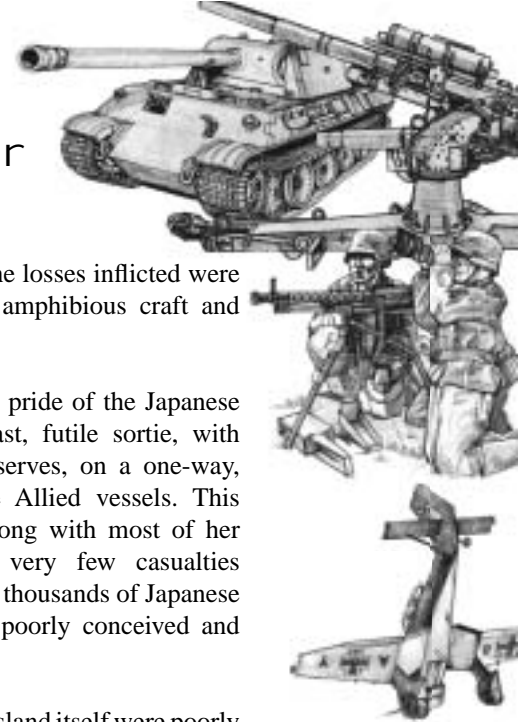 r
ne losses inflicted were
amphibious craft and
pride of the Japanese
ast, futile sortie, with
serves, on a one-way,
Allied vessels. This
ong with most of her
very few casualties
thousands of Japanese
poorly conceived and
sland itself were poorly